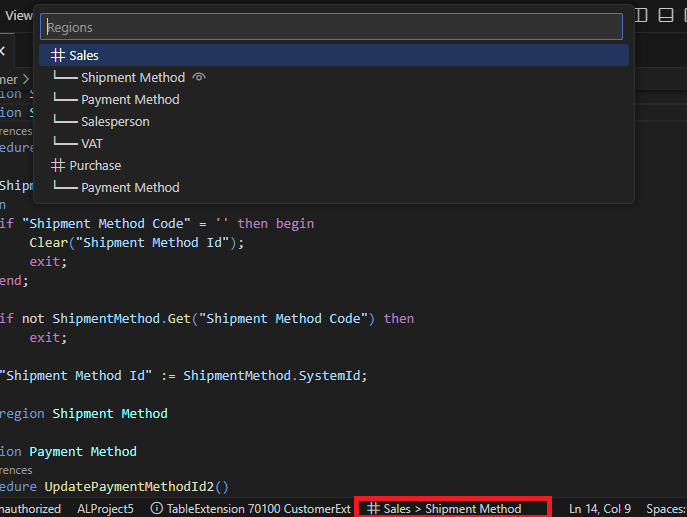 View
Regions
Sales
Shipment Method
Payment Method
Salesperson
VAT
Purchase
Payment Method
mer >
ion S
ion S
rences
edure
Ship
n
if "Shipment Method Code" = '' then begin
Clear("Shipment Method Id");
exit;
end;
if not ShipmentMethod.Get("Shipment Method Code") then
exit;
"Shipment Method Id" := ShipmentMethod.SystemId;
region Shipment Method
ion Payment Method
rences
edure UpdatePaymentMethodId2()
nauthorized ALProject5 TableExtension 70100 CustomerExt # Sales > Shipment Method Ln 14, Col 9 Spaces: